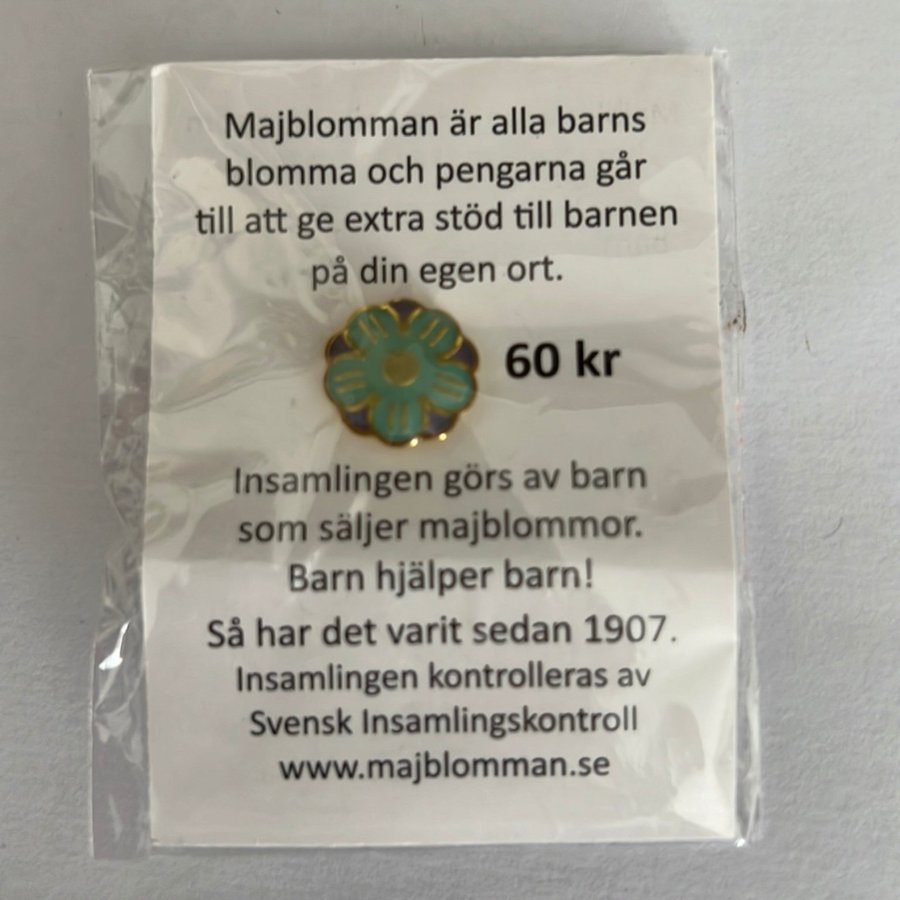 Majblomman är alla barns
blomma och pengarna går
till att ge extra stöd till barnen
på din egen ort.
60 kr
Insamlingen görs av barn
som säljer majblommor.
Barn hjälper barn!
Så har det varit sedan 1907.
Insamlingen kontrolleras av
Svensk Insamlingskontroll
www.majblomman.se